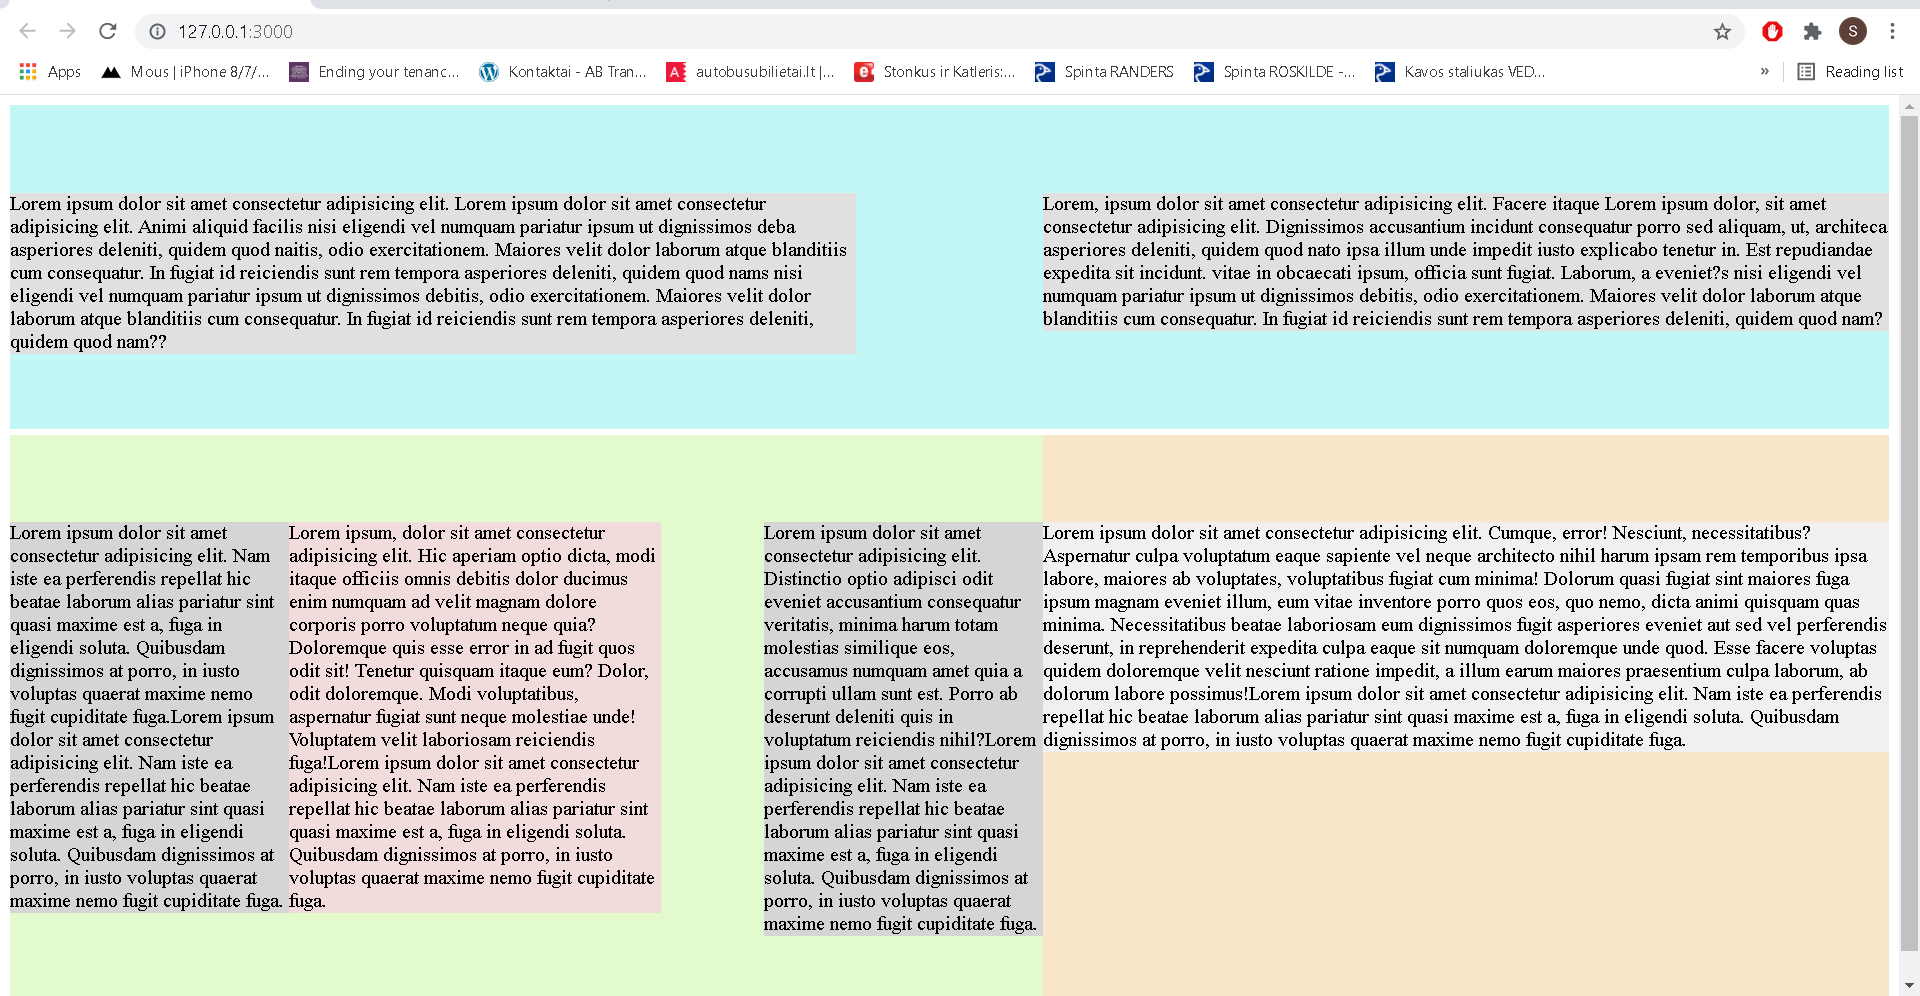 127.0.0.1:3000
Apps
Mous | iPhone 8/7/...
Ending your tenanc...
Kontaktai - AB Tran...
autobusubilietai.lt |...
Stonkus ir Katleris:...
Spinta RANDERS
Spinta ROSKILDE -...
Kavos staliukas VED...
»
Reading list
S
Lorem ipsum dolor sit amet consectetur adipisicing elit. Lorem ipsum dolor sit amet consectetur
adipisicing elit. Animi aliquid facilis nisi eligendi vel numquam pariatur ipsum ut dignissimos deba
asperiores deleniti, quidem quod naitis, odio exercitationem. Maiores velit dolor laborum atque blanditiis
cum consequatur. In fugiat id reiciendis sunt rem tempora asperiores deleniti, quidem quod nams nisi
eligendi vel numquam pariatur ipsum ut dignissimos debitis, odio exercitationem. Maiores velit dolor
laborum atque blanditiis cum consequatur. In fugiat id reiciendis sunt rem tempora asperiores deleniti,
quidem quod nam??
Lorem, ipsum dolor sit amet consectetur adipisicing elit. Facere itaque Lorem ipsum dolor, sit amet
consectetur adipisicing elit. Dignissimos accusantium incidunt consequatur porro sed aliquam, ut, architeca
asperiores deleniti, quidem quod nato ipsa illum unde impedit iusto explicabo tenetur in. Est repudiandae
expedita sit incidunt. vitae in obcaecati ipsum, officia sunt fugiat. Laborum, a eveniet?s nisi eligendi vel
numquam pariatur ipsum ut dignissimos debitis, odio exercitationem. Maiores velit dolor laborum atque
blanditiis cum consequatur. In fugiat id reiciendis sunt rem tempora asperiores deleniti, quidem quod nam?
Lorem ipsum dolor sit amet
consectetur adipisicing elit. Nam
iste ea perferendis repellat hic
beatae laborum alias pariatur sint
quasi maxime est a, fuga in
eligendi soluta. Quibusdam
dignissimos at porro, in iusto
voluptas quaerat maxime nemo
fugit cupiditate fuga.Lorem ipsum
dolor sit amet consectetur
adipisicing elit. Nam iste ea
perferendis repellat hic beatae
laborum alias pariatur sint quasi
maxime est a, fuga in eligendi
soluta. Quibusdam dignissimos at
porro, in iusto voluptas quaerat
maxime nemo fugit cupiditate fuga.
Lorem ipsum, dolor sit amet consectetur
adipisicing elit. Hic aperiam optio dicta, modi
itaque officiis omnis debitis dolor ducimus
enim numquam ad velit magnam dolore
corporis porro voluptatum neque quia?
Doloremque quis esse error in ad fugit quos
odit sit! Tenetur quisquam itaque eum? Dolor,
odit doloremque. Modi voluptatibus,
aspernatur fugiat sunt neque molestiae unde!
Voluptatem velit laboriosam reiciendis
fuga!Lorem ipsum dolor sit amet consectetur
adipisicing elit. Nam iste ea perferendis
repellat hic beatae laborum alias pariatur sint
quasi maxime est a, fuga in eligendi soluta.
Quibusdam dignissimos at porro, in iusto
voluptas quaerat maxime nemo fugit cupiditate
fuga.
Lorem ipsum dolor sit amet
consectetur adipisicing elit.
Distinctio optio adipisci odit
eveniet accusantium consequatur
veritatis, minima harum totam
molestias similique eos,
accusamus numquam amet quia a
corrupti ullam sunt est. Porro ab
deserunt deleniti quis in
voluptatum reiciendis nihil?Lorem
ipsum dolor sit amet consectetur
adipisicing elit. Nam iste ea
perferendis repellat hic beatae
laborum alias pariatur sint quasi
maxime est a, fuga in eligendi
soluta. Quibusdam dignissimos at
porro, in iusto voluptas quaerat
maxime nemo fugit cupiditate fuga.
Lorem ipsum dolor sit amet consectetur adipisicing elit. Cumque, error! Nesciunt, necessitatibus?
Aspernatur culpa voluptatum eaque sapiente vel neque architecto nihil harum ipsam rem temporibus ipsa
labore, maiores ab voluptates, voluptatibus fugiat cum minima! Dolorum quasi fugiat sint maiores fuga
ipsum magnam eveniet illum, eum vitae inventore porro quos eos, quo nemo, dicta animi quisquam quas
minima. Necessitatibus beatae laboriosam eum dignissimos fugit asperiores eveniet aut sed vel perferendis
deserunt, in reprehenderit expedita culpa eaque sit numquam doloremque unde quod. Esse facere voluptas
quidem doloremque velit nesciunt ratione impedit, a illum earum maiores praesentium culpa laborum, ab
dolorum labore possimus!Lorem ipsum dolor sit amet consectetur adipisicing elit. Nam iste ea perferendis
repellat hic beatae laborum alias pariatur sint quasi maxime est a, fuga in eligendi soluta. Quibusdam
dignissimos at porro, in iusto voluptas quaerat maxime nemo fugit cupiditate fuga.